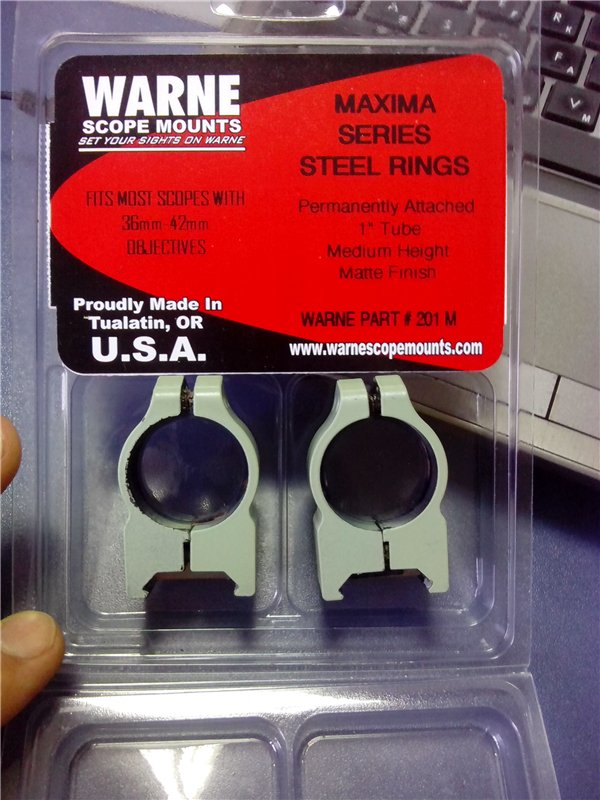 WARNE
SCOPE MOUNTS
SET YOUR SIGHTS ON WARNE
MAXIMA
SERIES
STEEL RINGS
FITS MOST SCOPES WITH
36mm-42mm
OBJECTIVES
Permanently Attached
1" Tube
Medium Height
Matte Finish
Proudly Made In
Tualatin, OR
U.S.A.
WARNE PART # 201 M
www.warnescopemounts.com